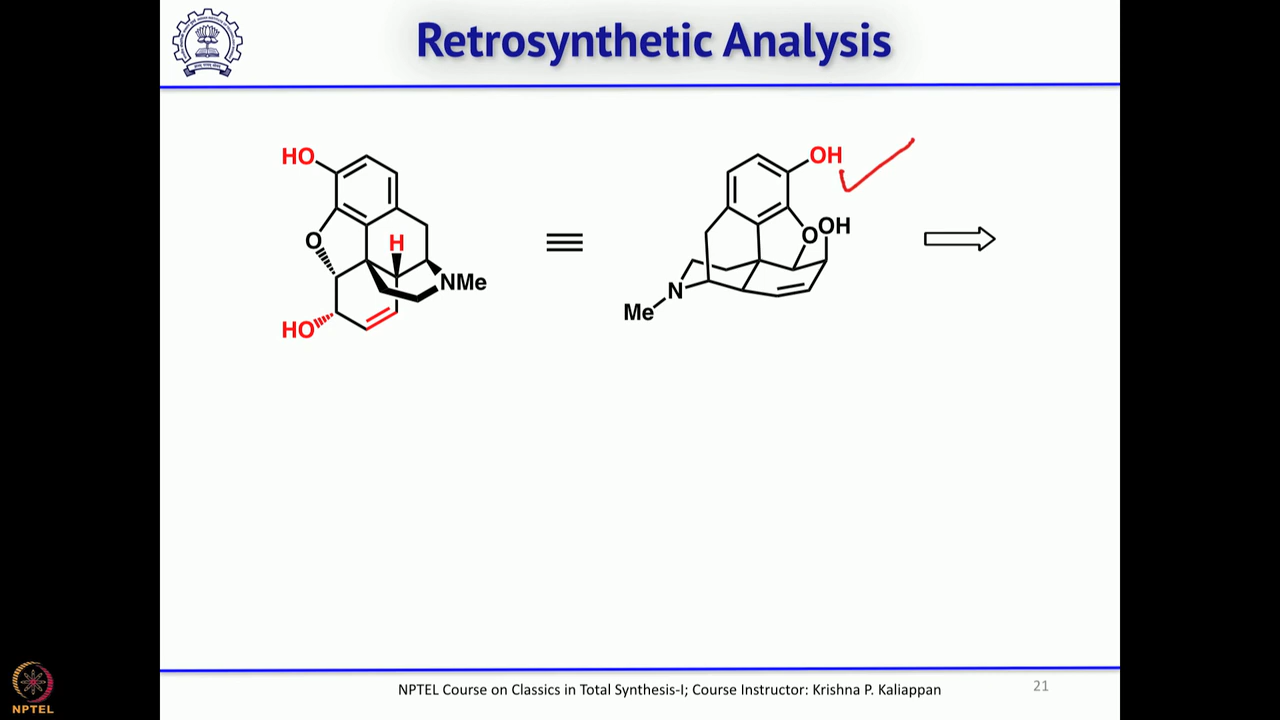 Retrosynthetic Analysis
HO
O
H
NMe
HO
OH
O
OH
N
Me
NPTEL Course on Classics in Total Synthesis-I; Course Instructor: Krishna P. Kaliappan
21
NPTEL